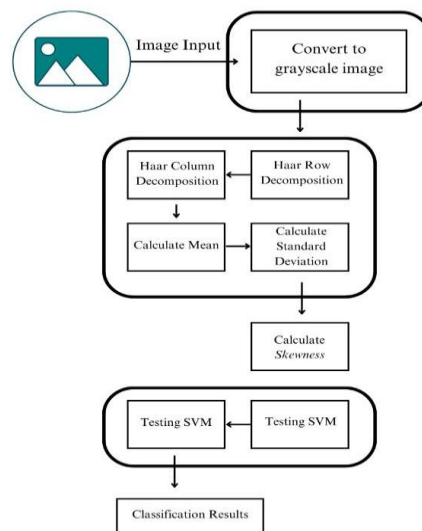 Image Input
Convert to
grayscale image
Haar Column
Decomposition
Haar Row
Decomposition
Calculate Mean
Calculate
Standard
Deviation
Calculate
Skewness
Testing SVM
Testing SVM
Classification Results